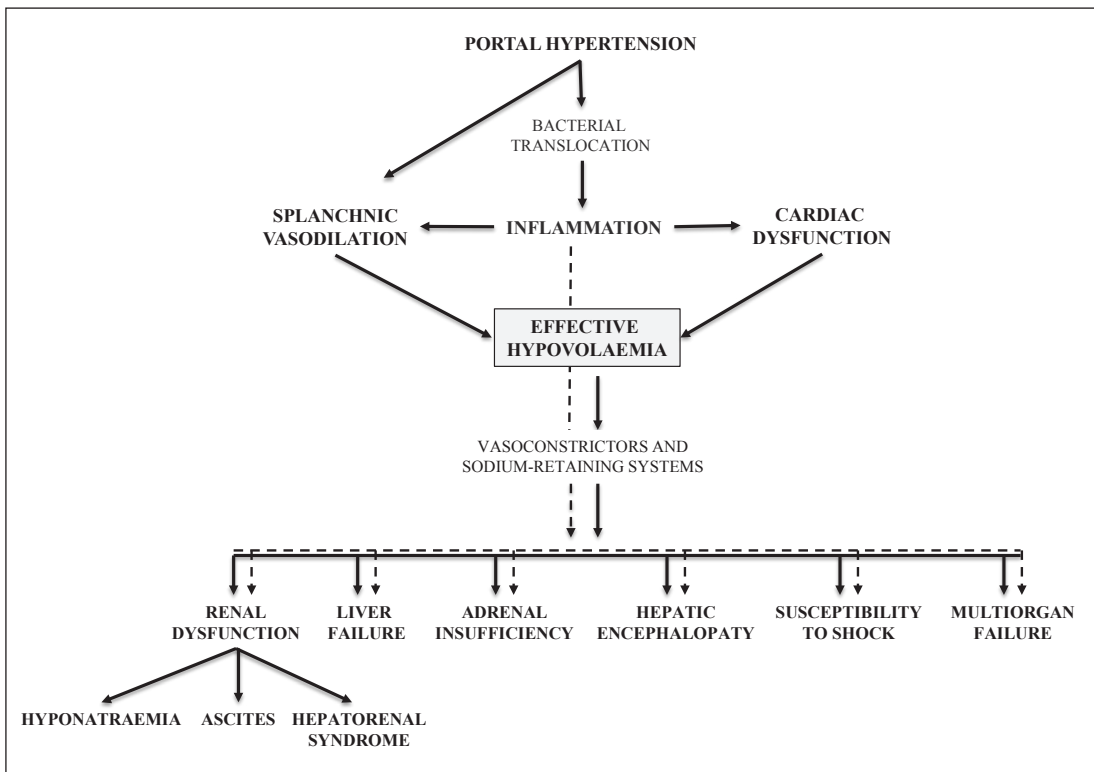 PORTAL HYPERTENSION
BACTERIAL
TRANSLOCATION
SPLANCHNIC
VASODILATION
INFLAMMATION
CARDIAC
DYSFUNCTION
EFFECTIVE
HYPOVOLAEMIA
VASOCONSTRICTORS AND
SODIUM-RETAINING SYSTEMS
RENAL
DYSFUNCTION
LIVER
FAILURE
ADRENAL
INSUFFICIENCY
HEPATIC
ENCEPHALOPATY
SUSCEPTIBILITY
TO SHOCK
MULTIORGAN
FAILURE
HYPONATRAEMIA
ASCITES
HEPATORENAL
SYNDROME